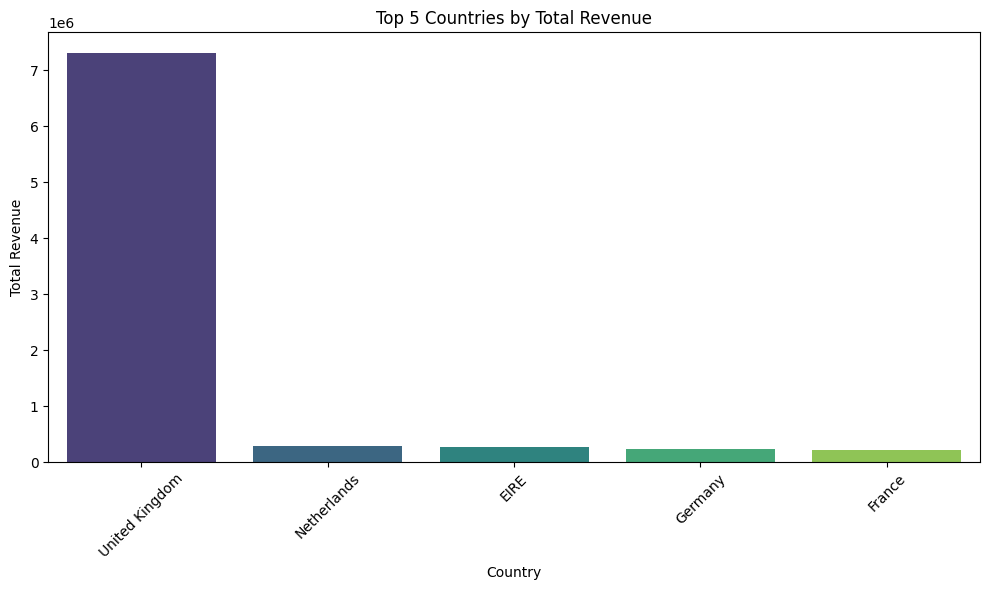 Top 5 Countries by Total Revenue
1e6
7
6
5
4
3
2
1
0
Total Revenue
United Kingdom
Netherlands
EIRE
Germany
France
Country